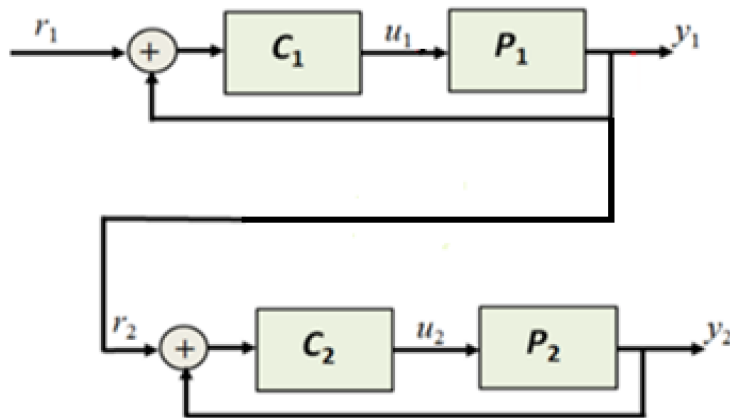 r₁ + C₁ u₁ P₁ y₁
r₂ + C₂ u₂ P₂ y₂